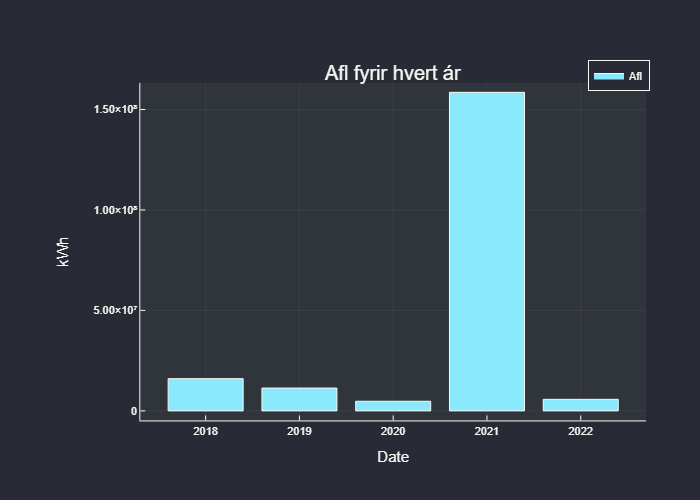 Afl fyrir hvert ár
Afl
1.50×10⁸
1.00×10⁸
5.00×10⁷
0
kWh
2018 2019 2020 2021 2022
Date